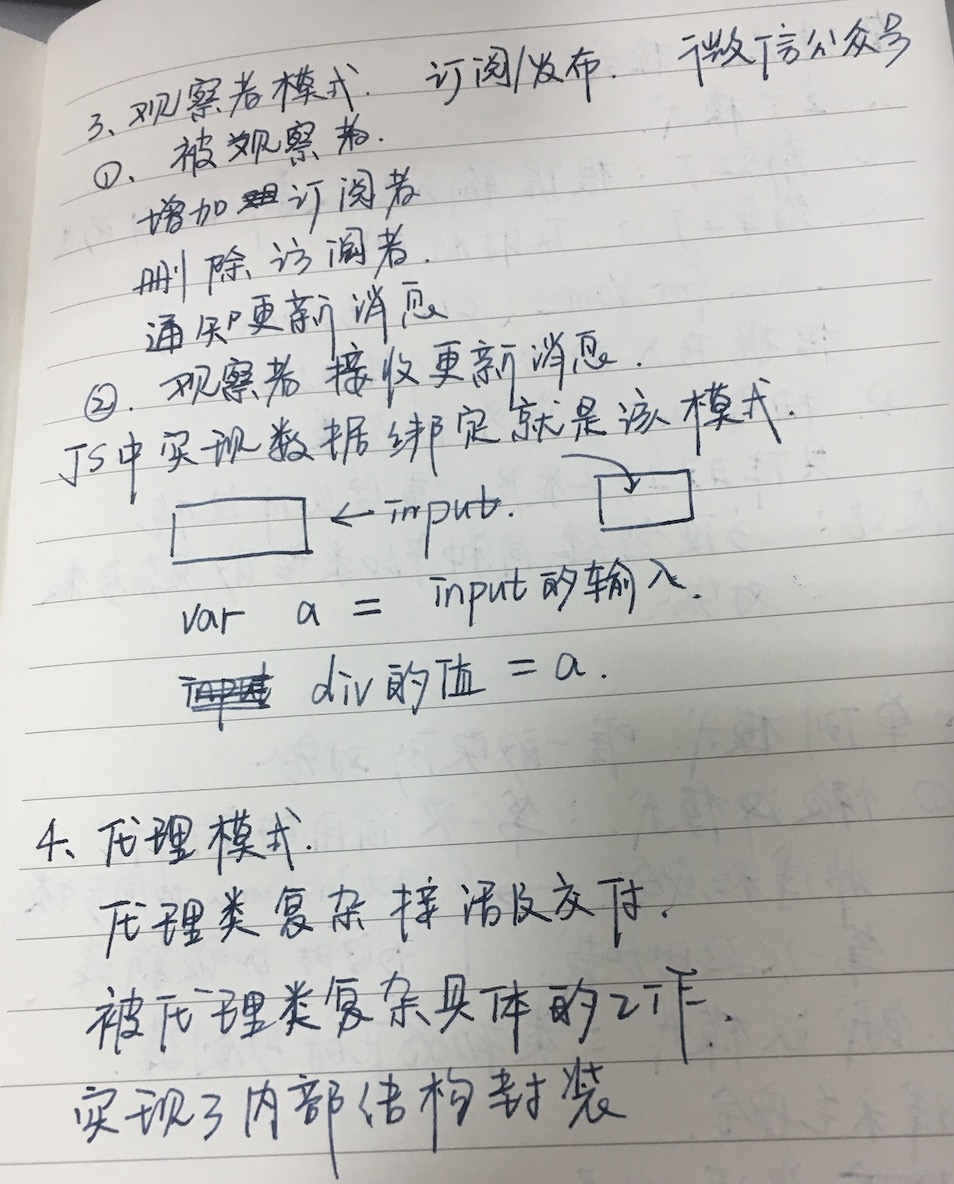 3、观察者模式. 订阅/发布. 微信公众号
①. 被观察者.
增加订阅者
删除订阅者.
通知更新消息
②. 观察者接收更新消息.
JS中实现数据绑定就是该模式.
←input.
var a = input的输入.
div的值 = a.
4、代理模式.
代理类复杂接活及交付.
被代理类复杂具体的工作.
实现了内部结构封装